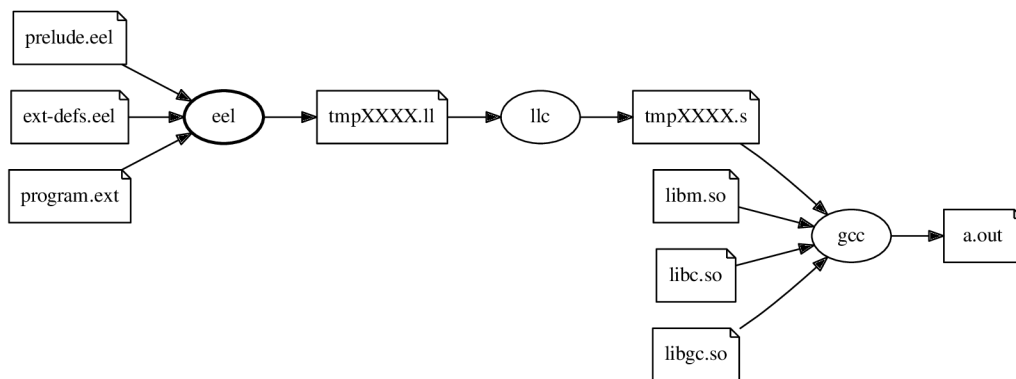 prelude.eel
ext-defs.eel
program.ext
eel
tmpXXXX.ll
llc
tmpXXXX.s
libm.so
libc.so
libgc.so
gcc
a.out